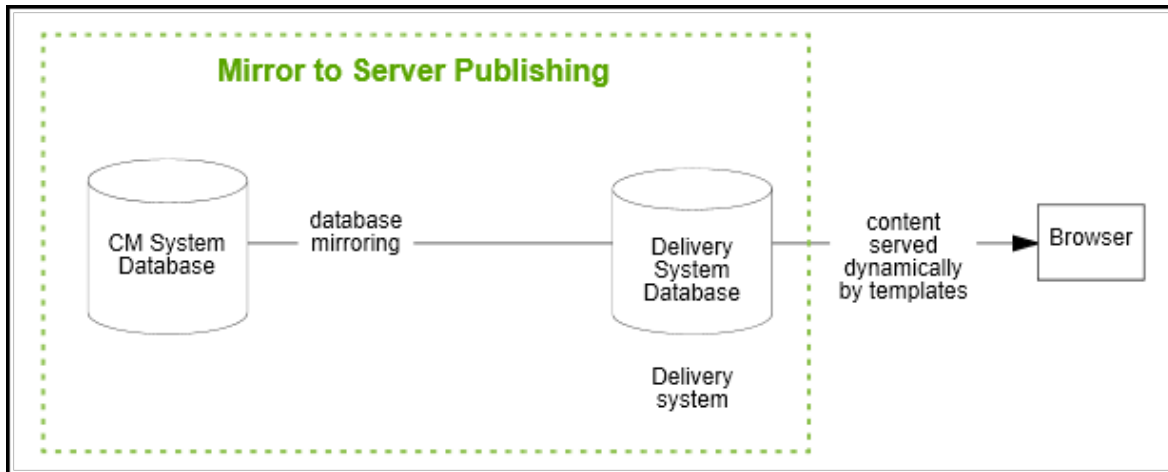 Mirror to Server Publishing
CM System
Database
database
mirroring
Delivery
System
Database
content
served
dynamically
by templates
Browser
Delivery
system